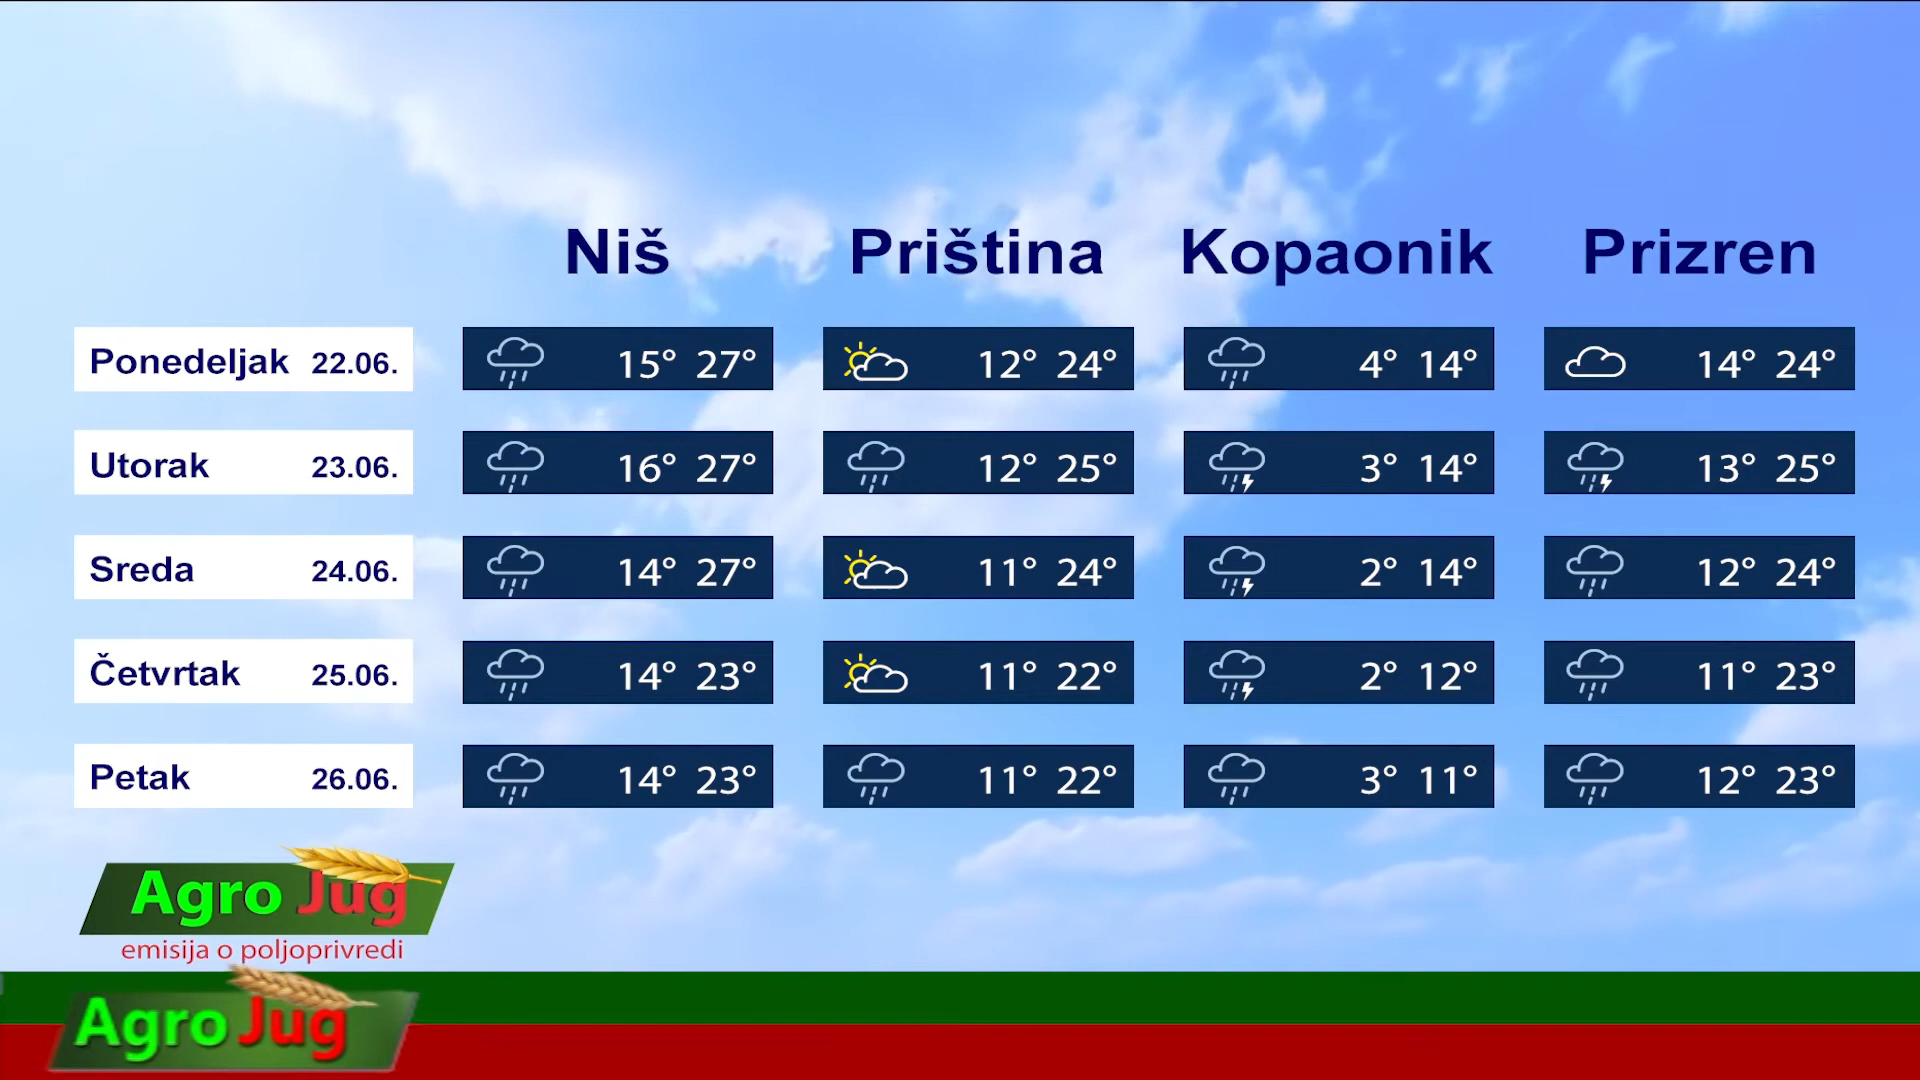 Niš Priština Kopaonik Prizren
Ponedeljak 22.06. 15° 27° 12° 24° 4° 14° 14° 24°
Utorak 23.06. 16° 27° 12° 25° 3° 14° 13° 25°
Sreda 24.06. 14° 27° 11° 24° 2° 14° 12° 24°
Četvrtak 25.06. 14° 23° 11° 22° 2° 12° 11° 23°
Petak 26.06. 14° 23° 11° 22° 3° 11° 12° 23°
Agro Jug
emisija o poljoprivredi
Agro Jug